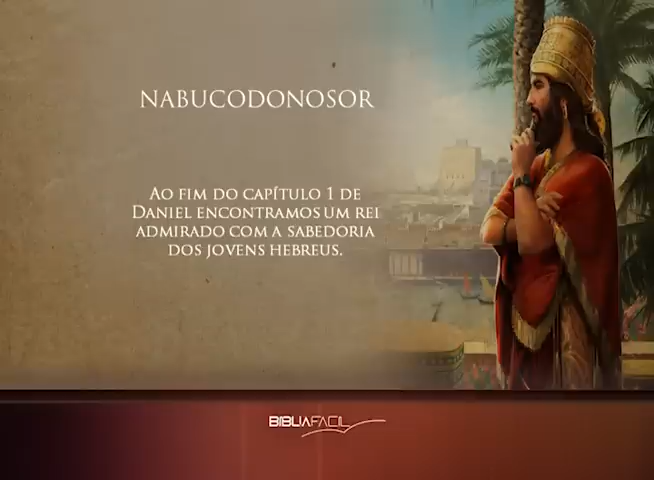 NABUCODONOSOR
AO FIM DO CAPÍTULO 1 DE
DANIEL ENCONTRAMOS UM REI
ADMIRADO COM A SABEDORIA
DOS JOVENS HEBREUS.
BIBLIAFACIL